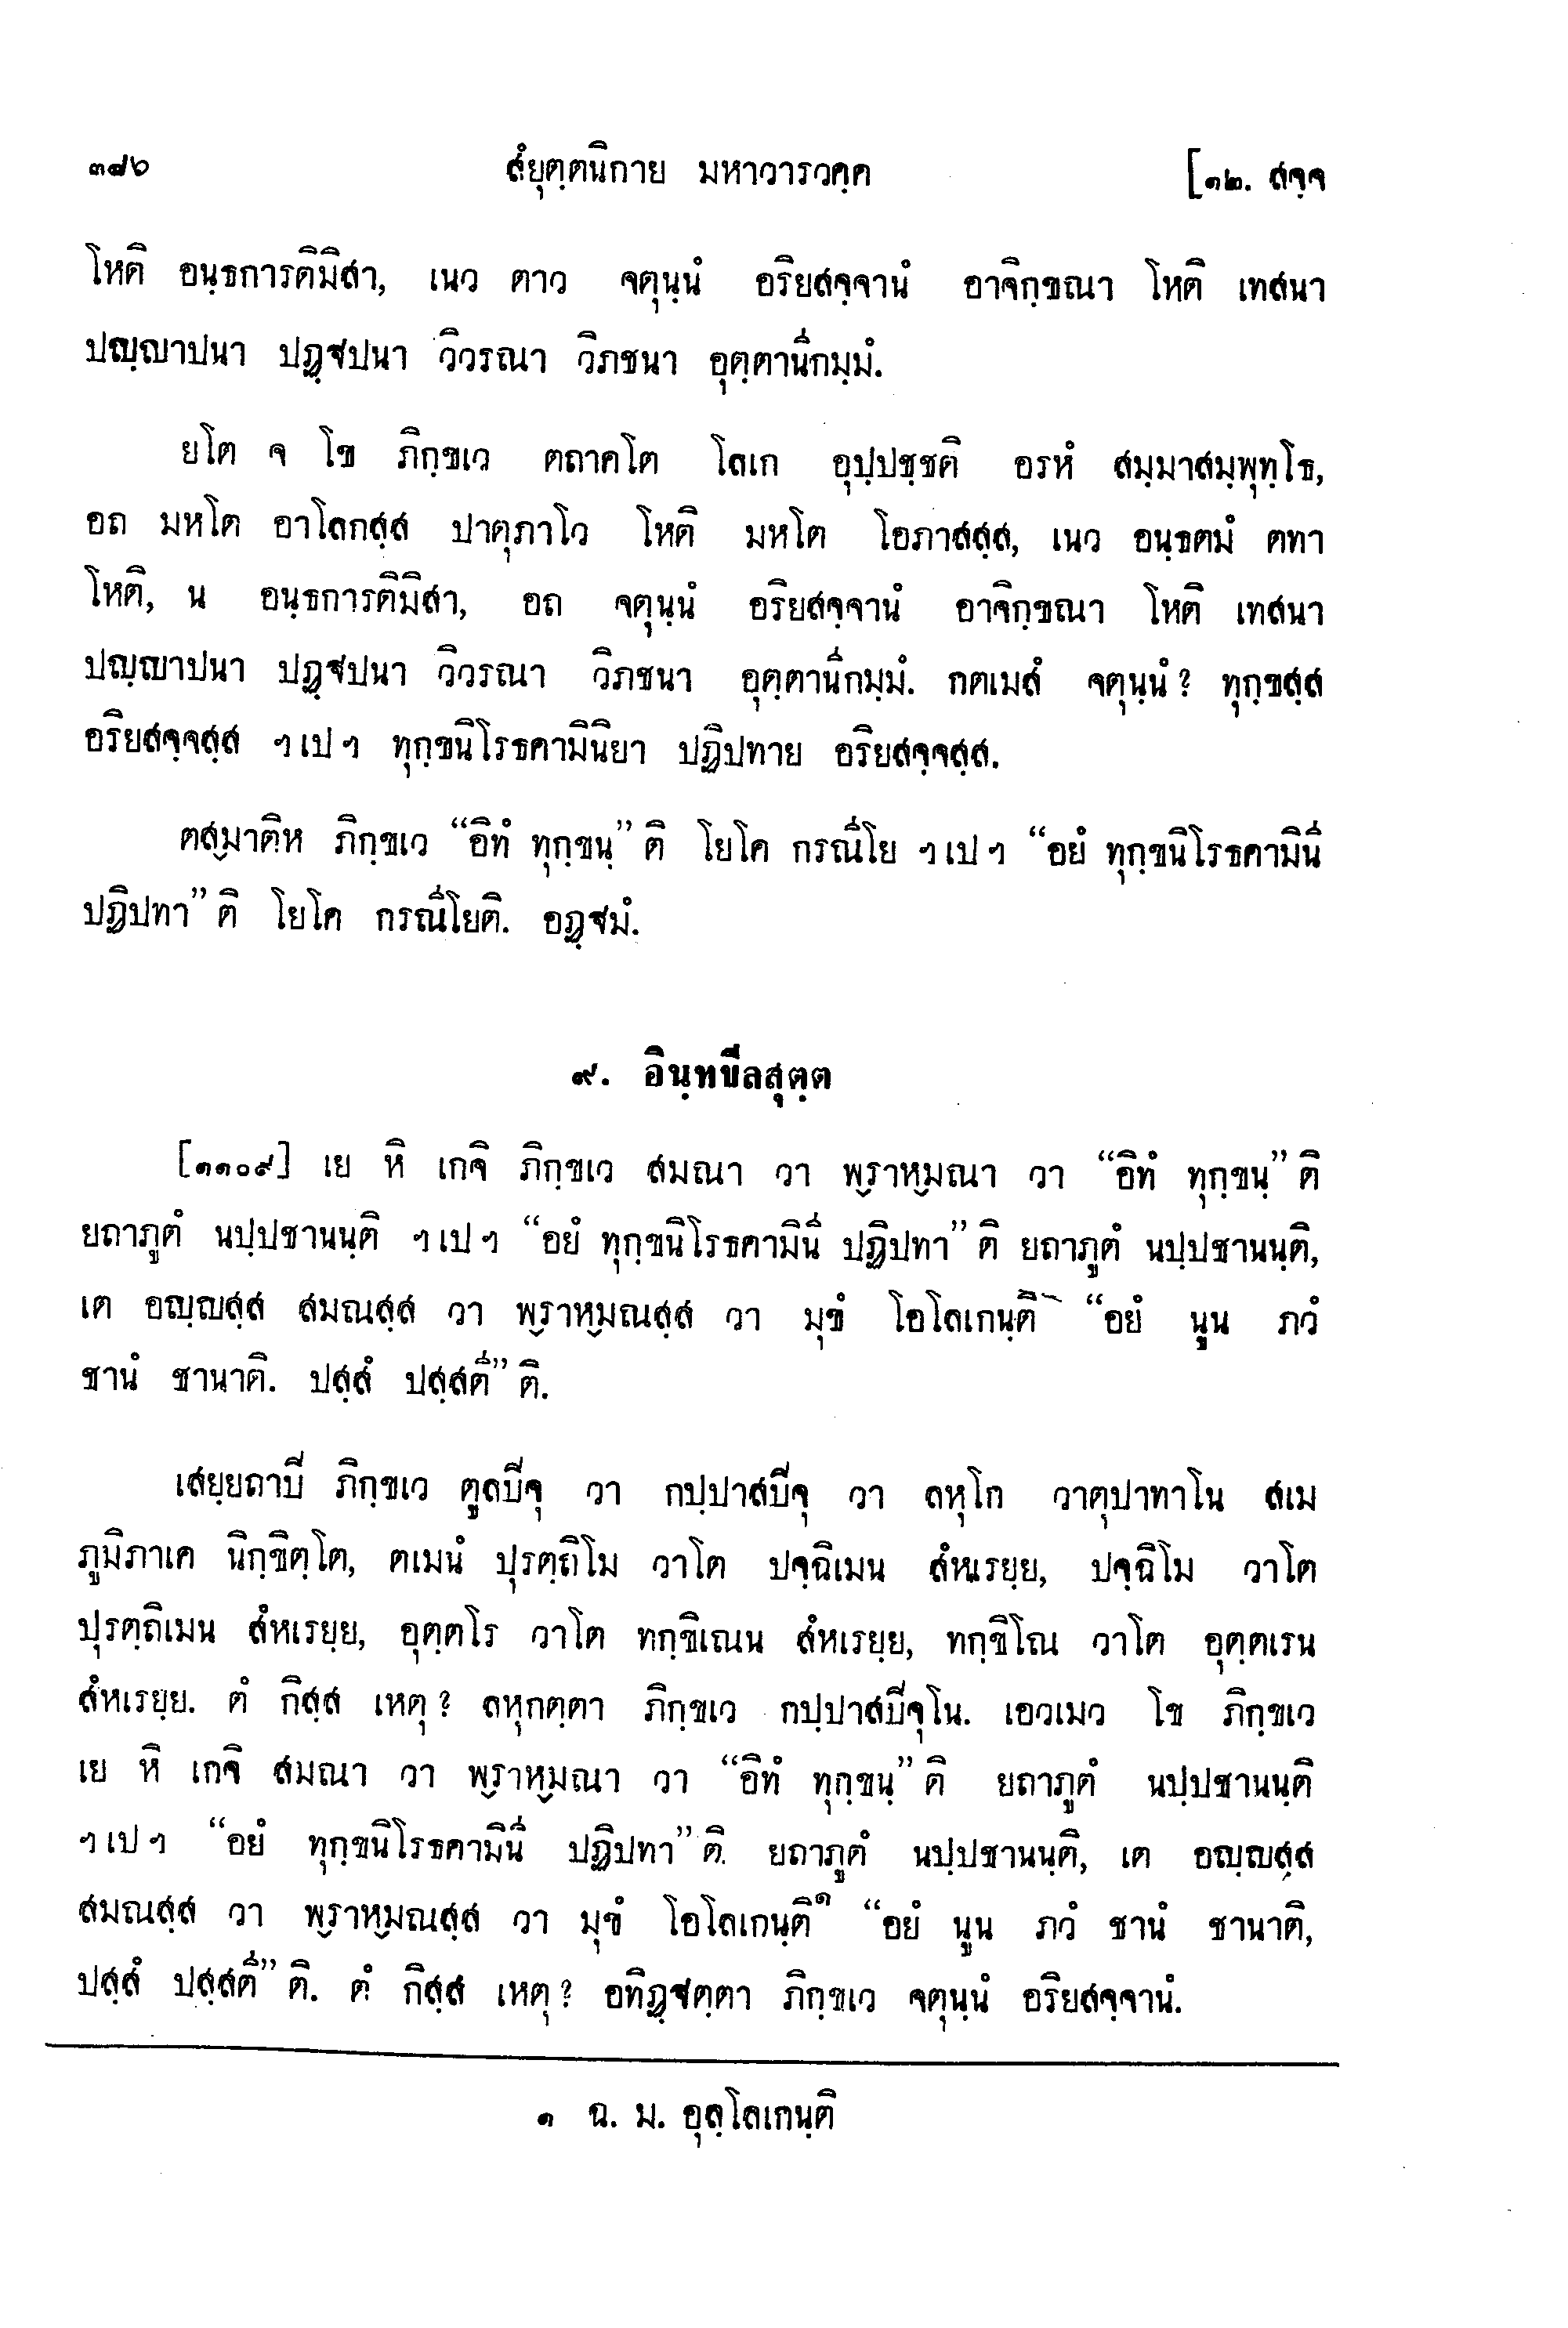 ๓๘๖ สํยุตฺตนิกาย มหาวารวคฺค [๑๒. สจฺจ
โหติ อนฺธการติมิสา, เนว ตาว จตุนฺนํ อริยสจฺจานํ อาจิกฺขณา โหติ เทสนา
ปญฺญาปนา ปฏฺฐปนา วิวรณา วิภชนา อุตฺตานีกมฺมํ.
ยโต จ โข ภิกฺขเว ตถาคโต โลเก อุปฺปชฺชติ อรหํ สมฺมาสมฺพุทฺโธ,
อถ มหโต อาโลกสฺส ปาตุภาโว โหติ มหโต โอภาสสฺส, เนว อนฺธตมํ ตทา
โหติ, น อนฺธการติมิสา, อถ จตุนฺนํ อริยสจฺจานํ อาจิกฺขณา โหติ เทสนา
ปญฺญาปนา ปฏฺฐปนา วิวรณา วิภชนา อุตฺตานีกมฺมํ. กตเมสํ จตุนฺนํ? ทุกฺขสฺส
อริยสจฺจสฺส ฯเปฯ ทุกฺขนิโรธคามินิยา ปฏิปทาย อริยสจฺจสฺส.
ตสฺมาติห ภิกฺขเว “อิทํ ทุกฺขนฺ”ติ โยโค กรณีโย ฯเปฯ “อยํ ทุกฺขนิโรธคามินี
ปฏิปทา”ติ โยโค กรณีโยติ. อฏฺฐมํ.
๙. อินฺทขีลสุตฺต
[๑๑๐๙] เย หิ เกจิ ภิกฺขเว สมณา วา พฺราหฺมณา วา “อิทํ ทุกฺขนฺ”ติ
ยถาภูตํ นปฺปชานนฺติ ฯเปฯ “อยํ ทุกฺขนิโรธคามินี ปฏิปทา”ติ ยถาภูตํ นปฺปชานนฺติ,
เต อญฺญสฺส สมณสฺส วา พฺราหฺมณสฺส วา มุขํ โอโลเกนฺติ “อยํ นูน ภวํ
ชานํ ชานาติ. ปสฺสํ ปสฺสตี”ติ.
เสยฺยถาปี ภิกฺขเว ตูลปีจุ วา กปฺปาสปีจุ วา ลหุโก วาตุปาทาโน สเม
ภูมิภาเค นิกฺขิตฺโต, ตเมนํ ปุรตฺถิโม วาโต ปจฺฉิเมน สํหเรยฺย, ปจฺฉิโม วาโต
ปุรตฺถิเมน สํหเรยฺย, อุตฺตโร วาโต ทกฺขิเณน สํหเรยฺย, ทกฺขิโณ วาโต อุตฺตเรน
สํหเรยฺย. ตํ กิสฺส เหตุ? ลหุกตฺตา ภิกฺขเว กปฺปาสปีจุโน. เอวเมว โข ภิกฺขเว
เย หิ เกจิ สมณา วา พฺราหฺมณา วา “อิทํ ทุกฺขนฺ”ติ ยถาภูตํ นปฺปชานนฺติ
ฯเปฯ “อยํ ทุกฺขนิโรธคามินี ปฏิปทา”ติ ยถาภูตํ นปฺปชานนฺติ, เต อญฺญสฺส
สมณสฺส วา พฺราหฺมณสฺส วา มุขํ โอโลเกนฺติ๑ “อยํ นูน ภวํ ชานํ ชานาติ,
ปสฺสํ ปสฺสตี”ติ. ตํ กิสฺส เหตุ? อทิฏฺฐตฺตา ภิกฺขเว จตุนฺนํ อริยสจฺจานํ.
๑ ฉ. ม. อุลฺโลเกนฺติ